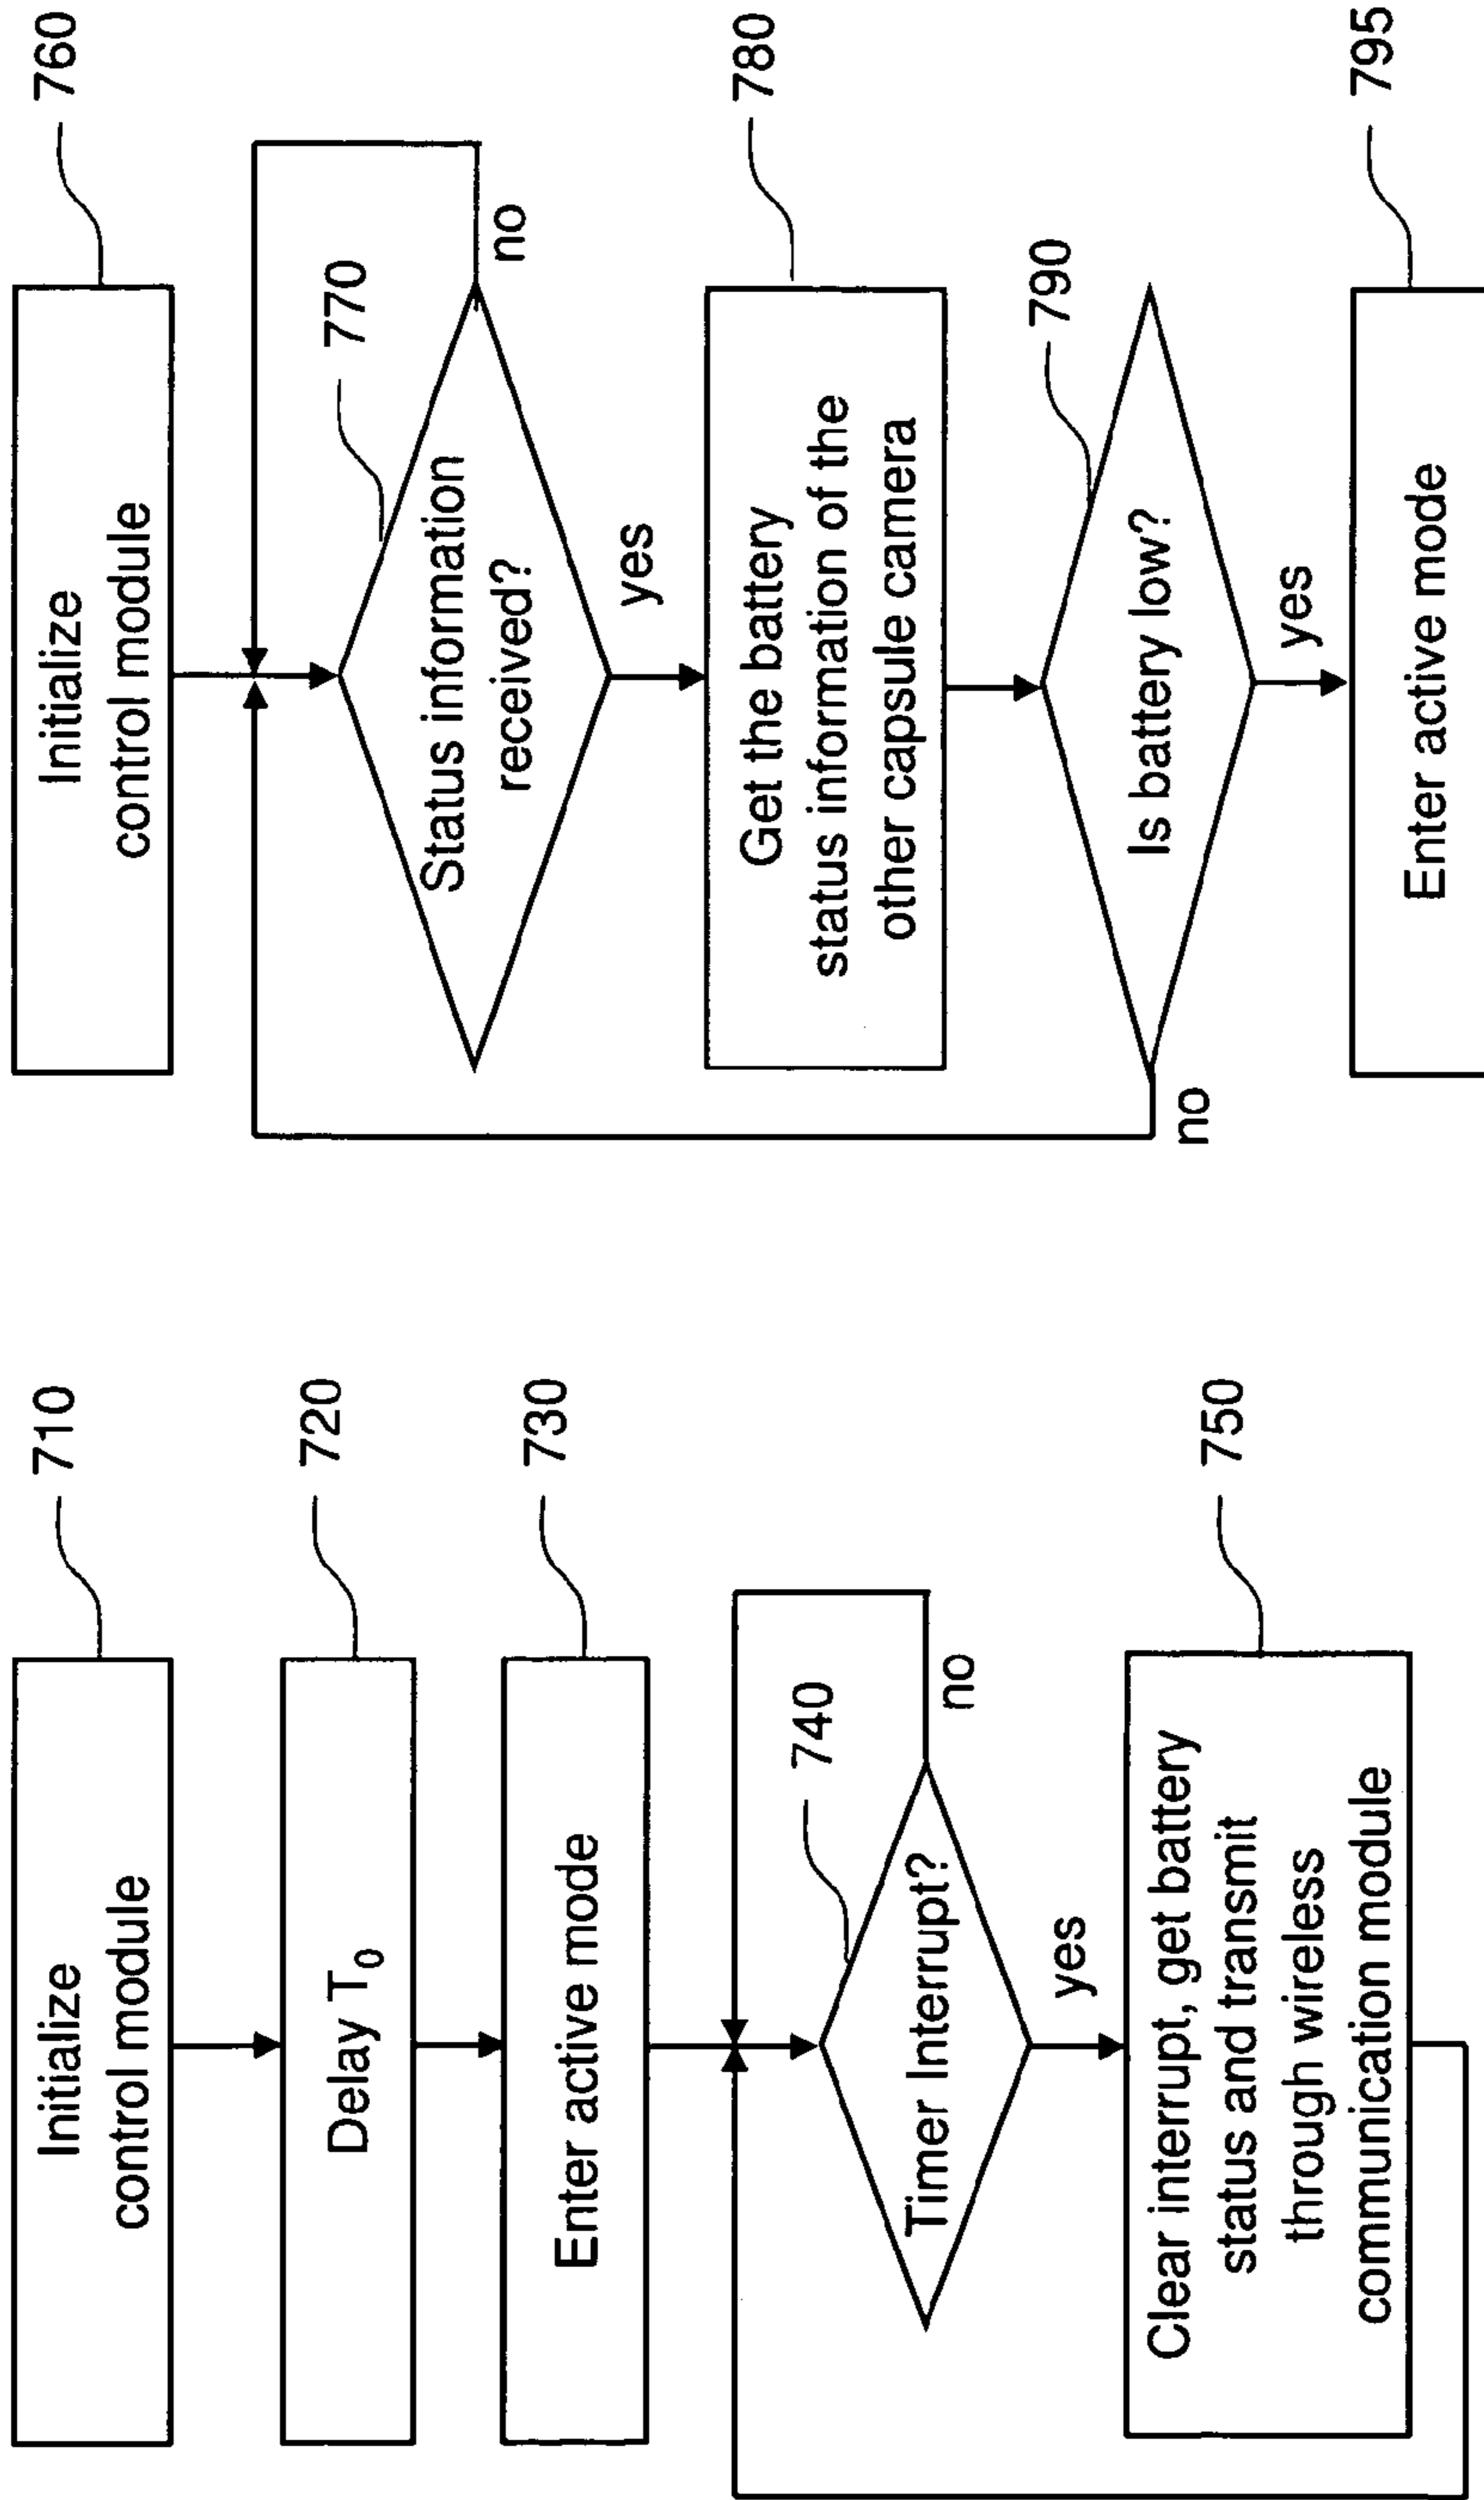 Initialize
control module
710
Delay T0
720
Enter active mode
730
Timer Interrupt?
740
no
yes
Clear interrupt, get battery
status and transmit
through wireless
communication module
750
Initialize
control module
760
Status information
received?
770
no
yes
Get the battery
status information of the
other capsule camera
780
Is battery low?
790
no
yes
Enter active mode
795